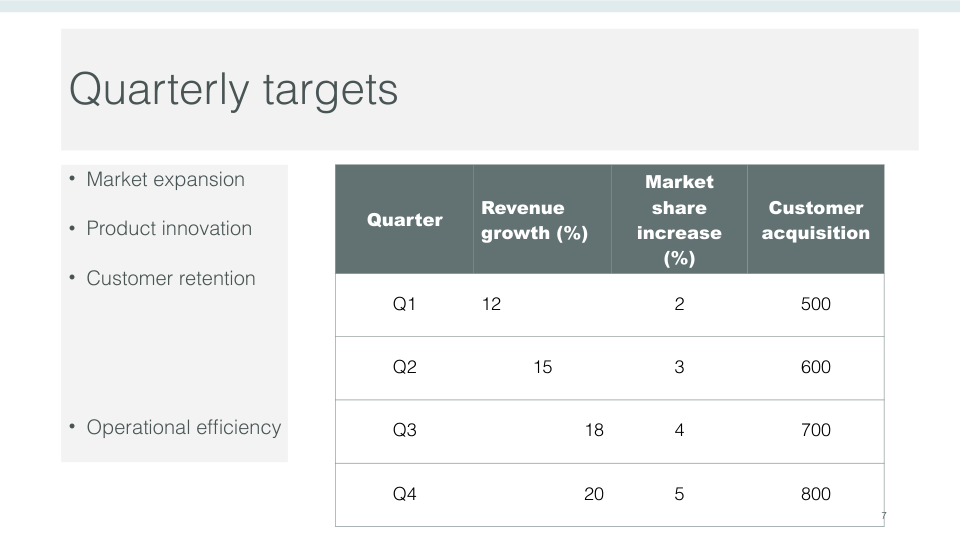 Quarterly targets
• Market expansion
• Product innovation
• Customer retention
• Operational efficiency
Quarter Revenue growth (%) Market share increase (%) Customer acquisition
Q1 12 2 500
Q2 15 3 600
Q3 18 4 700
Q4 20 5 800
7